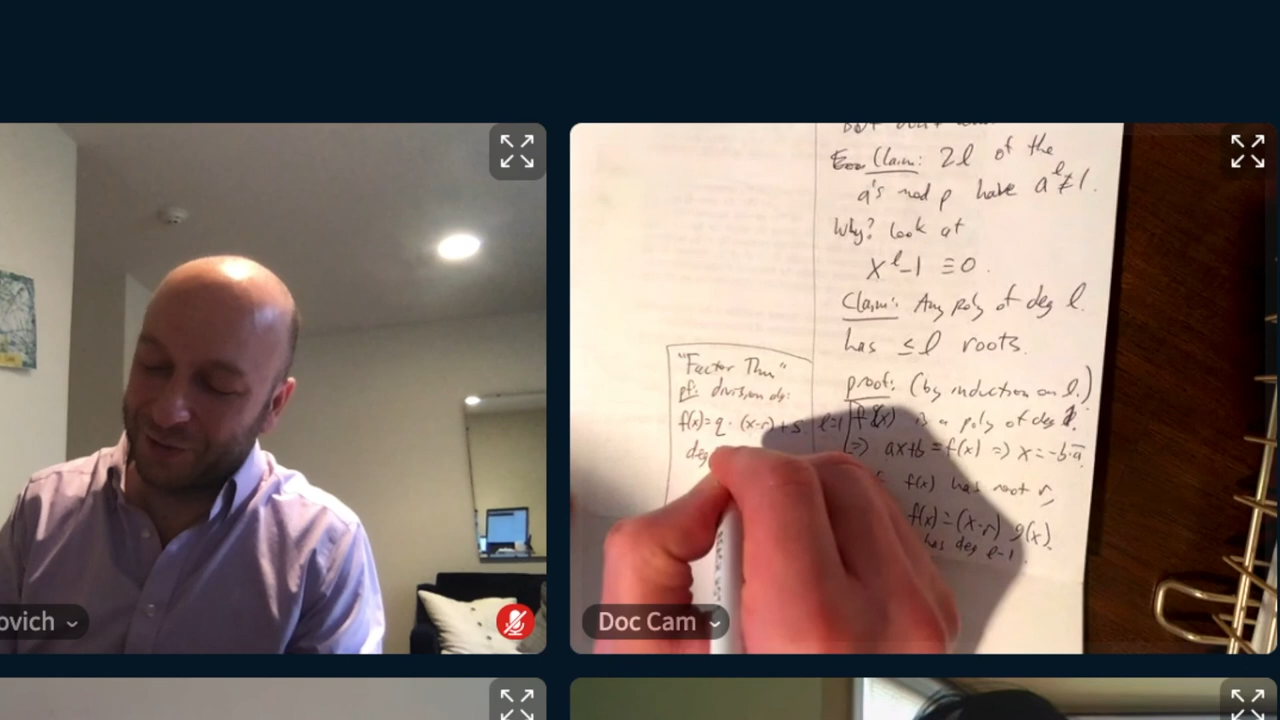 ovich
Doc Cam
Claim: 2l of the
a's mod p have a^l ≢ 1.
Why? Look at
x^l - 1 ≡ 0.
Claim: Any poly of deg l.
has ≤ l roots.
proof: (by induction on l.)
l=1 f(x) is a poly of deg
=> ax+b = f(x) => x = -b·a̅
f(x) has root r,
f(x) = (x-r) g(x)
has deg l-1.
"Factor Thm"
pf: division alg:
f(x) = q · (x-r) + s.
deg